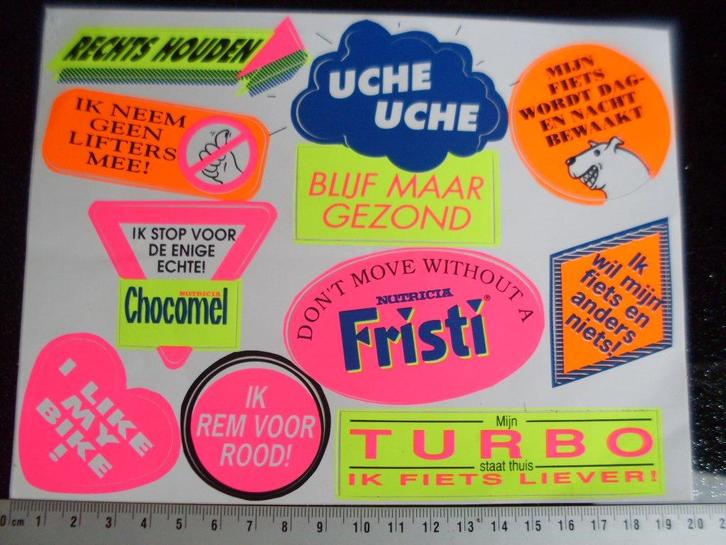 RECHTS HOUDEN
UCHE
UCHE
MIJN
FIETS
WORDT DAG-
EN NACHT
BEWAAKT
IK NEEM
GEEN
LIFTERS
MEE!
BLIJF MAAR
GEZOND
IK STOP VOOR
DE ENIGE
ECHTE!
NUTRICIA
Chocomel
DON'T MOVE WITHOUT A
NUTRICIA
Fristi®
Ik
wil mijn
fiets en
anders
niets!
I LIKE
MY
BIKE
!
IK
REM VOOR
ROOD!
Mijn
TURBO
staat thuis
IK FIETS LIEVER!
0 cm 1 2 3 4 5 6 7 8 9 10 11 12 13 14 15 16 17 18 19 20 2